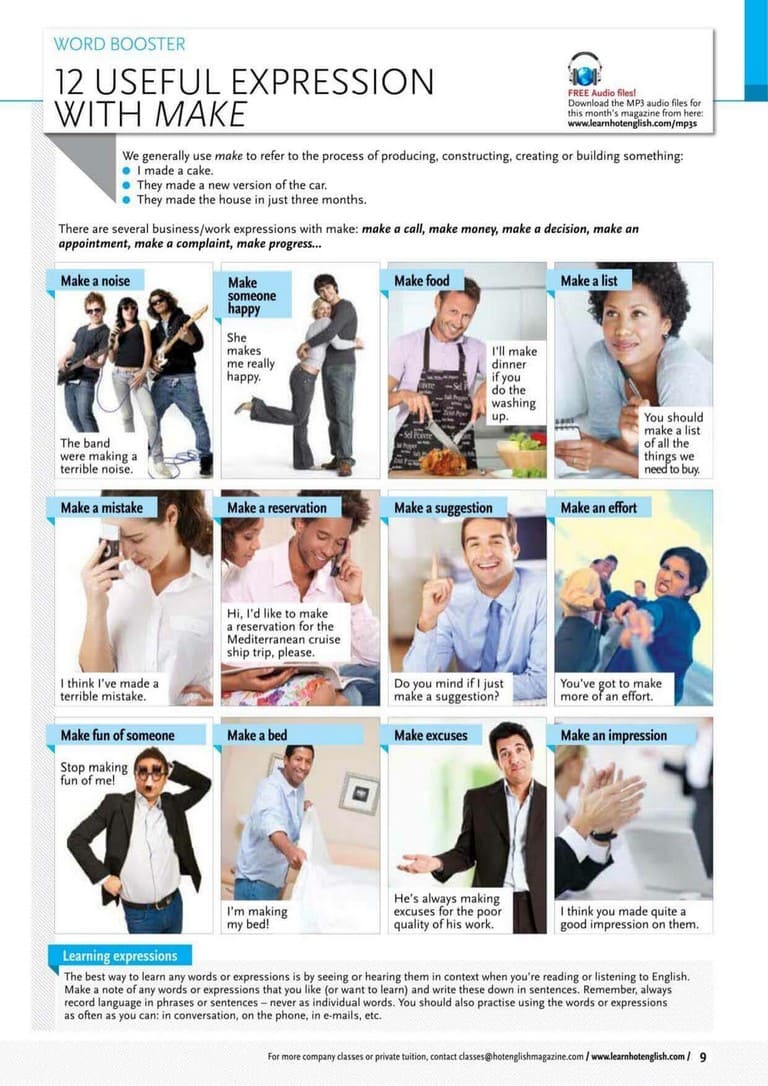 WORD BOOSTER
12 USEFUL EXPRESSION
WITH MAKE
FREE Audio files!
Download the MP3 audio files for
this month's magazine from here:
www.learnhotenglish.com/mp3s
We generally use make to refer to the process of producing, constructing, creating or building something:
I made a cake.
They made a new version of the car.
They made the house in just three months.
There are several business/work expressions with make: make a call, make money, make a decision, make an
appointment, make a complaint, make progress...
Make a noise
The band
were making a
terrible noise.
Make
someone
happy
She
makes
me really
happy.
Make food
I'll make
dinner
if you
do the
washing
up.
Make a list
You should
make a list
of all the
things we
need to buy.
Make a mistake
I think I've made a
terrible mistake.
Make a reservation
Hi, I'd like to make
a reservation for the
Mediterranean cruise
ship trip, please.
Make a suggestion
Do you mind if I just
make a suggestion?
Make an effort
You've got to make
more of an effort.
Make fun of someone
Stop making
fun of me!
Make a bed
I'm making
my bed!
Make excuses
He's always making
excuses for the poor
quality of his work.
Make an impression
I think you made quite a
good impression on them.
Learning expressions
The best way to learn any words or expressions is by seeing or hearing them in context when you're reading or listening to English.
Make a note of any words or expressions that you like (or want to learn) and write these down in sentences. Remember, always
record language in phrases or sentences – never as individual words. You should also practise using the words or expressions
as often as you can: in conversation, on the phone, in e-mails, etc.
For more company classes or private tuition, contact classes@hotenglishmagazine.com / www.learnhotenglish.com / 9